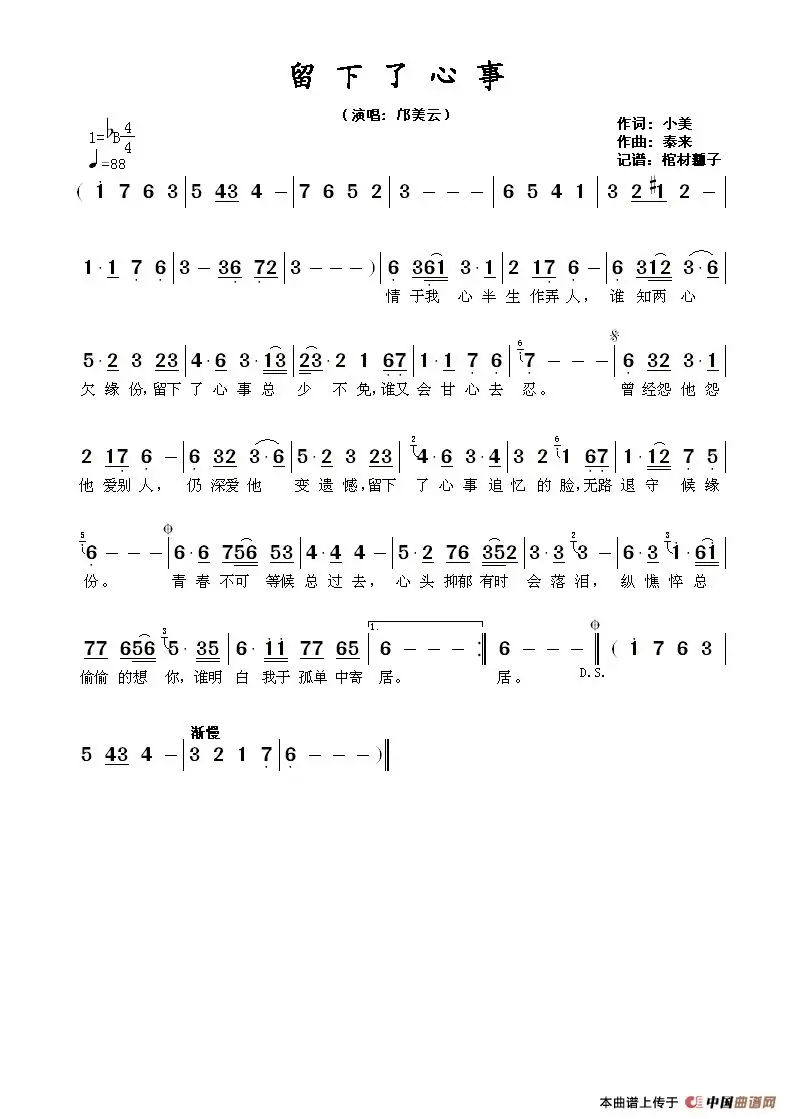 留下了心事
(演唱: 邝美云)
作词: 小美
1=♭B 4/4
作曲: 秦来
♩=88
记谱: 棺材瓤子
( 1 7 6 3 | 5 43 4 - | 7 6 5 2 | 3 - - - | 6 5 4 1 | 3 2 #1 2 - |
1·1 7 6 | 3 - 36 72 | 3 - - - ) | 6 361 3·1 | 2 17 6 - | 6 312 3·6 |
情于我 心半生作弄人, 谁知两心
5·2 3 23 | 4·6 3·13 | 23·2 1 67 | 1·1 7 6 | 6 7 - - - | 6 32 3·1 |
欠缘份,留下了心事总 少不免,谁又会甘心去忍。 曾经怨他怨
2 17 6 - | 6 32 3·6 | 5·2 3 23 | 2 4·6 3·4 | 3 2 6 1 67 | 1·12 7 5 |
他爱别人, 仍深爱他 变遗憾,留下了心事追忆的脸,无路退守候缘
5 6 - - - | 6·6 756 53 | 4·4 4 - | 5·2 76 352 | 3·3 3 2 - | 6·3 3 1·61 |
份。 青春不可等候总过去, 心头抑郁有时会落泪, 纵憔悴总
77 656 3 5·35 | 6·11 77 65 | 1. 6 - - - :| 6 - - - || ( 1 7 6 3 |
偷偷的想你,谁明白我于孤单中寄居。 居。 D.S.
渐慢
5 43 4 - | 3 2 1 7 | 6 - - - ) ||
本曲谱上传于 中国曲谱网